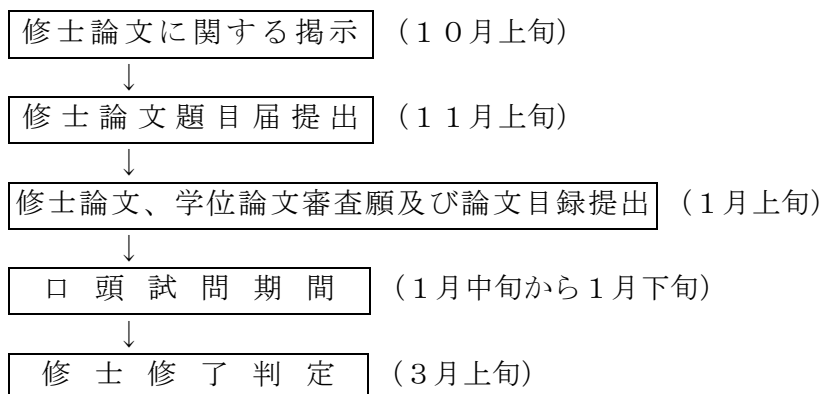 修士論文に関する掲示 （１０月上旬）
↓
修士論文題目届提出 （１１月上旬）
↓
修士論文、学位論文審査願及び論文目録提出 （１月上旬）
↓
口頭試問期間 （１月中旬から１月下旬）
↓
修士修了判定 （３月上旬）